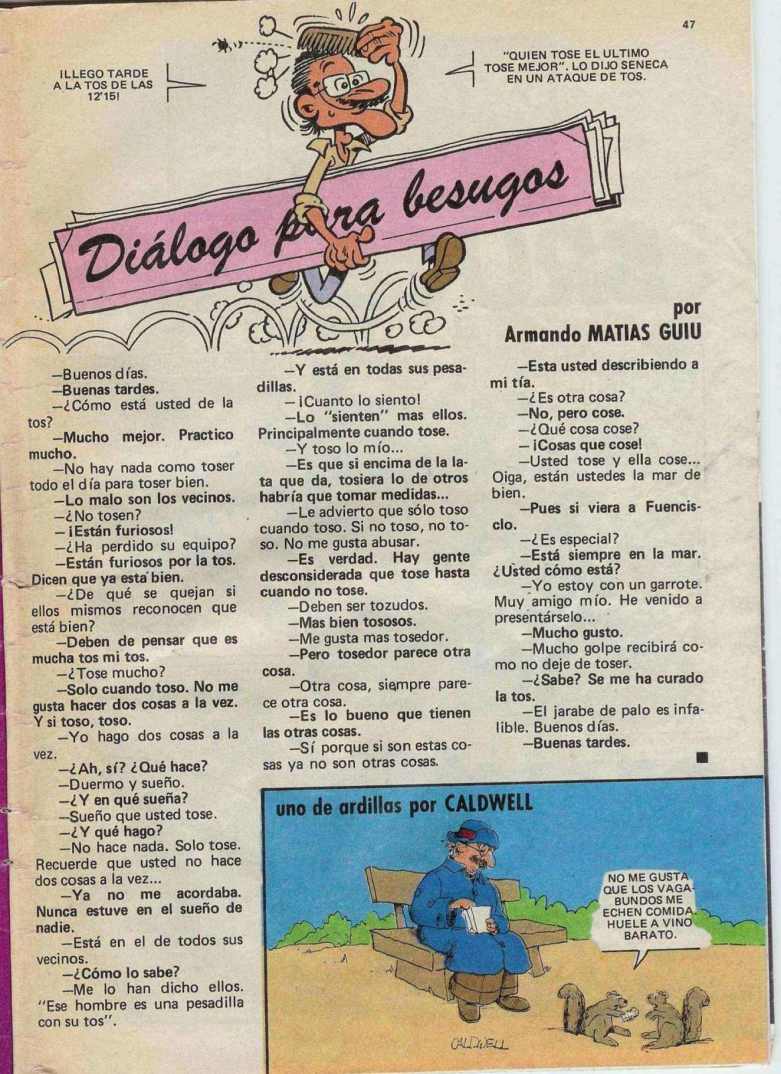 47
¡LLEGO TARDE
A LA TOS DE LAS
12'15!
"QUIEN TOSE EL ULTIMO
TOSE MEJOR". LO DIJO SENECA
EN UN ATAQUE DE TOS.
Diálogo para besugos
por
Armando MATIAS GUIU
—Buenos días.
—Buenas tardes.
—¿Cómo está usted de la
tos?
—Mucho mejor. Practico
mucho.
—No hay nada como toser
todo el día para toser bien.
—Lo malo son los vecinos.
—¿No tosen?
— ¡Están furiosos!
—¿Ha perdido su equipo?
—Están furiosos por la tos.
Dicen que ya esta bien.
—¿De qué se quejan si
ellos mismos reconocen que
está bien?
—Deben de pensar que es
mucha tos mi tos.
—¿Tose mucho?
—Solo cuando toso. No me
gusta hacer dos cosas a la vez.
Y si toso, toso.
—Yo hago dos cosas a la
vez.
—¿Ah, sí? ¿Qué hace?
—Duermo y sueño.
—¿Y en qué sueña?
—Sueño que usted tose.
—¿Y qué hago?
—No hace nada. Solo tose.
Recuerde que usted no hace
dos cosas a la vez...
—Ya no me acordaba.
Nunca estuve en el sueño de
nadie.
—Está en el de todos sus
vecinos.
—¿Cómo lo sabe?
—Me lo han dicho ellos.
"Ese hombre es una pesadilla
con su tos".
—Y está en todas sus pesa-
dillas.
— ¡Cuanto lo siento!
—Lo "sienten" mas ellos.
Principalmente cuando tose.
—Y toso lo mío...
—Es que si encima de la la-
ta que da, tosiera lo de otros
habría que tomar medidas...
—Le advierto que sólo toso
cuando toso. Si no toso, no to-
so. No me gusta abusar.
—Es verdad. Hay gente
desconsiderada que tose hasta
cuando no tose.
—Deben ser tozudos.
—Mas bien tososos.
—Me gusta mas tosedor.
—Pero tosedor parece otra
cosa.
—Otra cosa, siempre pare-
ce otra cosa.
—Es lo bueno que tienen
las otras cosas.
—Sí porque si son estas co-
sas ya no son otras cosas.
—Esta usted describiendo a
mi tía.
—¿Es otra cosa?
—No, pero cose.
—¿Qué cosa cose?
— ¡Cosas que cose!
—Usted tose y ella cose...
Oiga, están ustedes la mar de
bien.
—Pues si viera a Fuencis-
clo.
—¿Es especial?
—Está siempre en la mar.
¿Usted cómo está?
—Yo estoy con un garrote.
Muy amigo mío. He venido a
presentárselo...
—Mucho gusto.
—Mucho golpe recibirá co-
mo no deje de toser.
—¿Sabe? Se me ha curado
la tos.
—El jarabe de palo es infa-
lible. Buenos días.
—Buenas tardes.
uno de ardillas por CALDWELL
NO ME GUSTA
QUE LOS VAGA-
BUNDOS ME
ECHEN COMIDA.
HUELE A VINO
BARATO.
CALDWELL